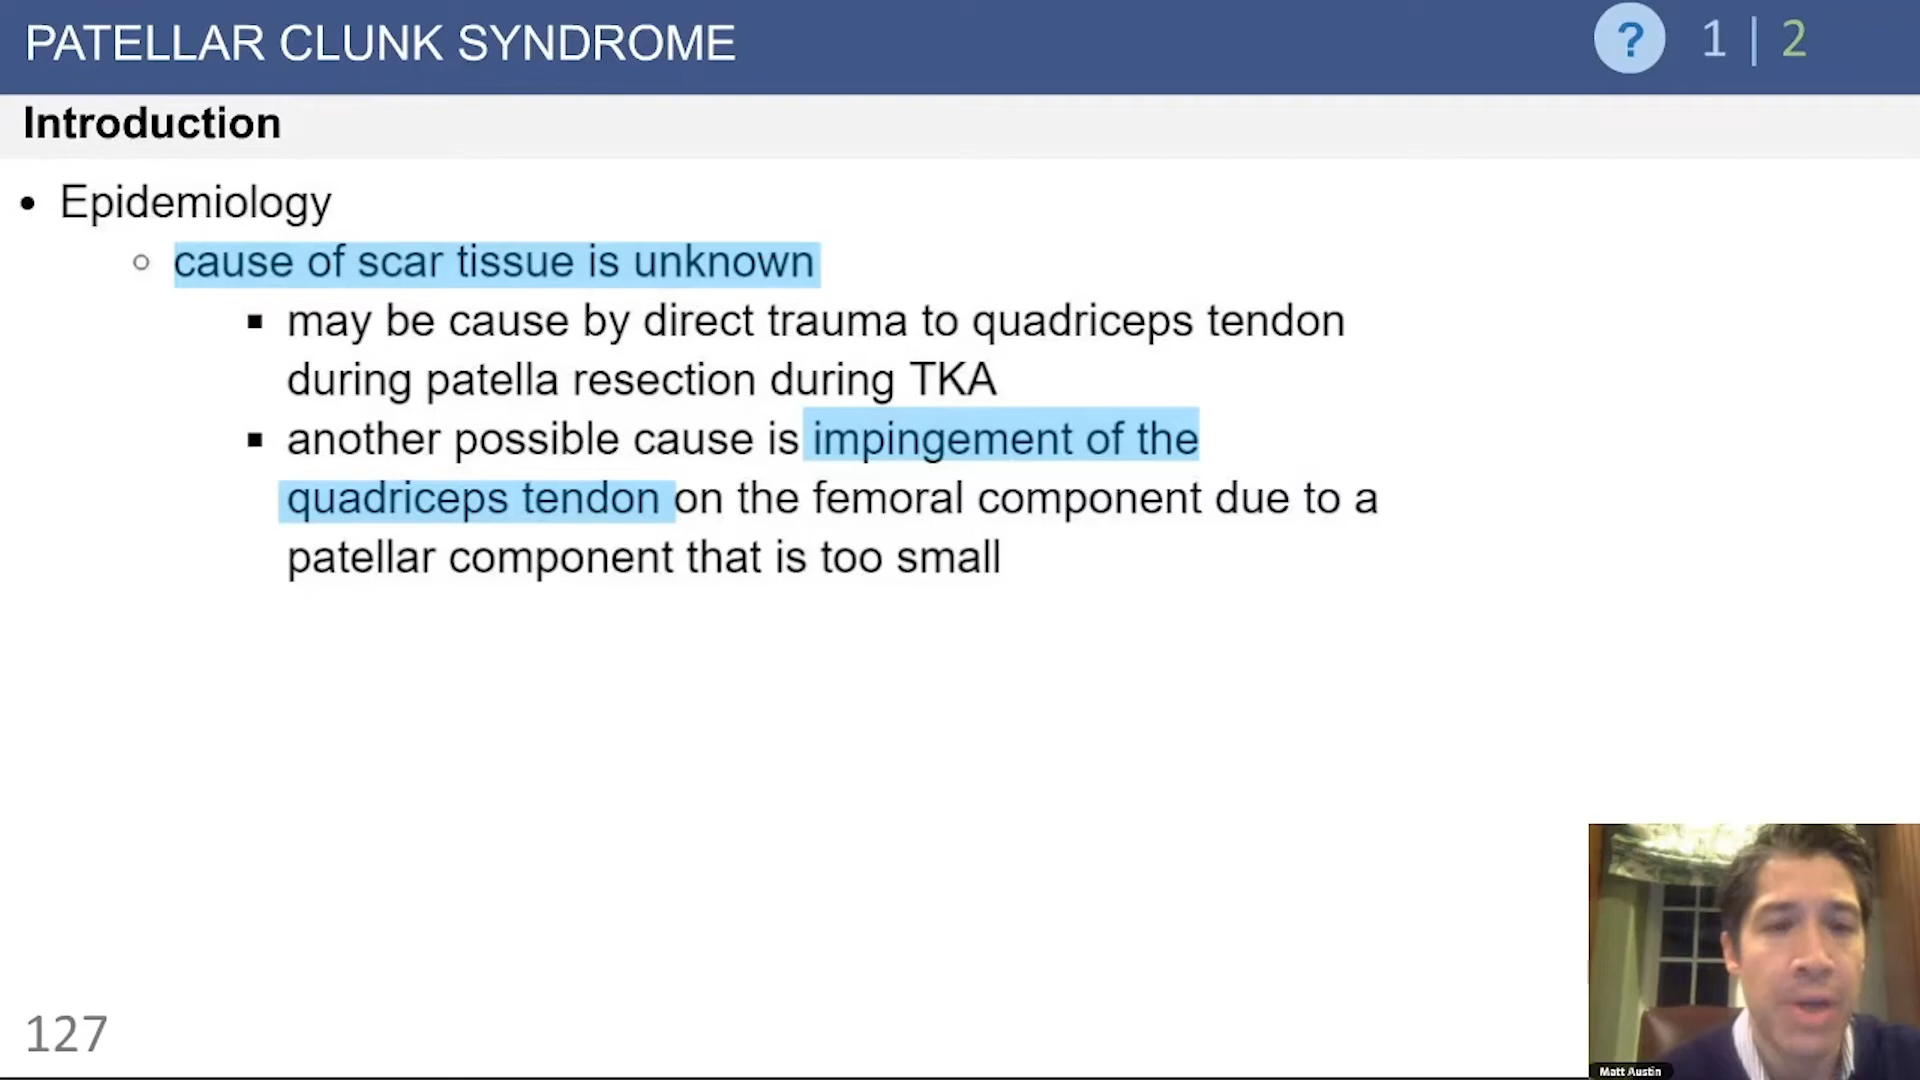 PATELLAR CLUNK SYNDROME
? 1 | 2
Introduction
• Epidemiology
○ cause of scar tissue is unknown
▪ may be cause by direct trauma to quadriceps tendon
during patella resection during TKA
▪ another possible cause is impingement of the
quadriceps tendon on the femoral component due to a
patellar component that is too small
127
Matt Austin